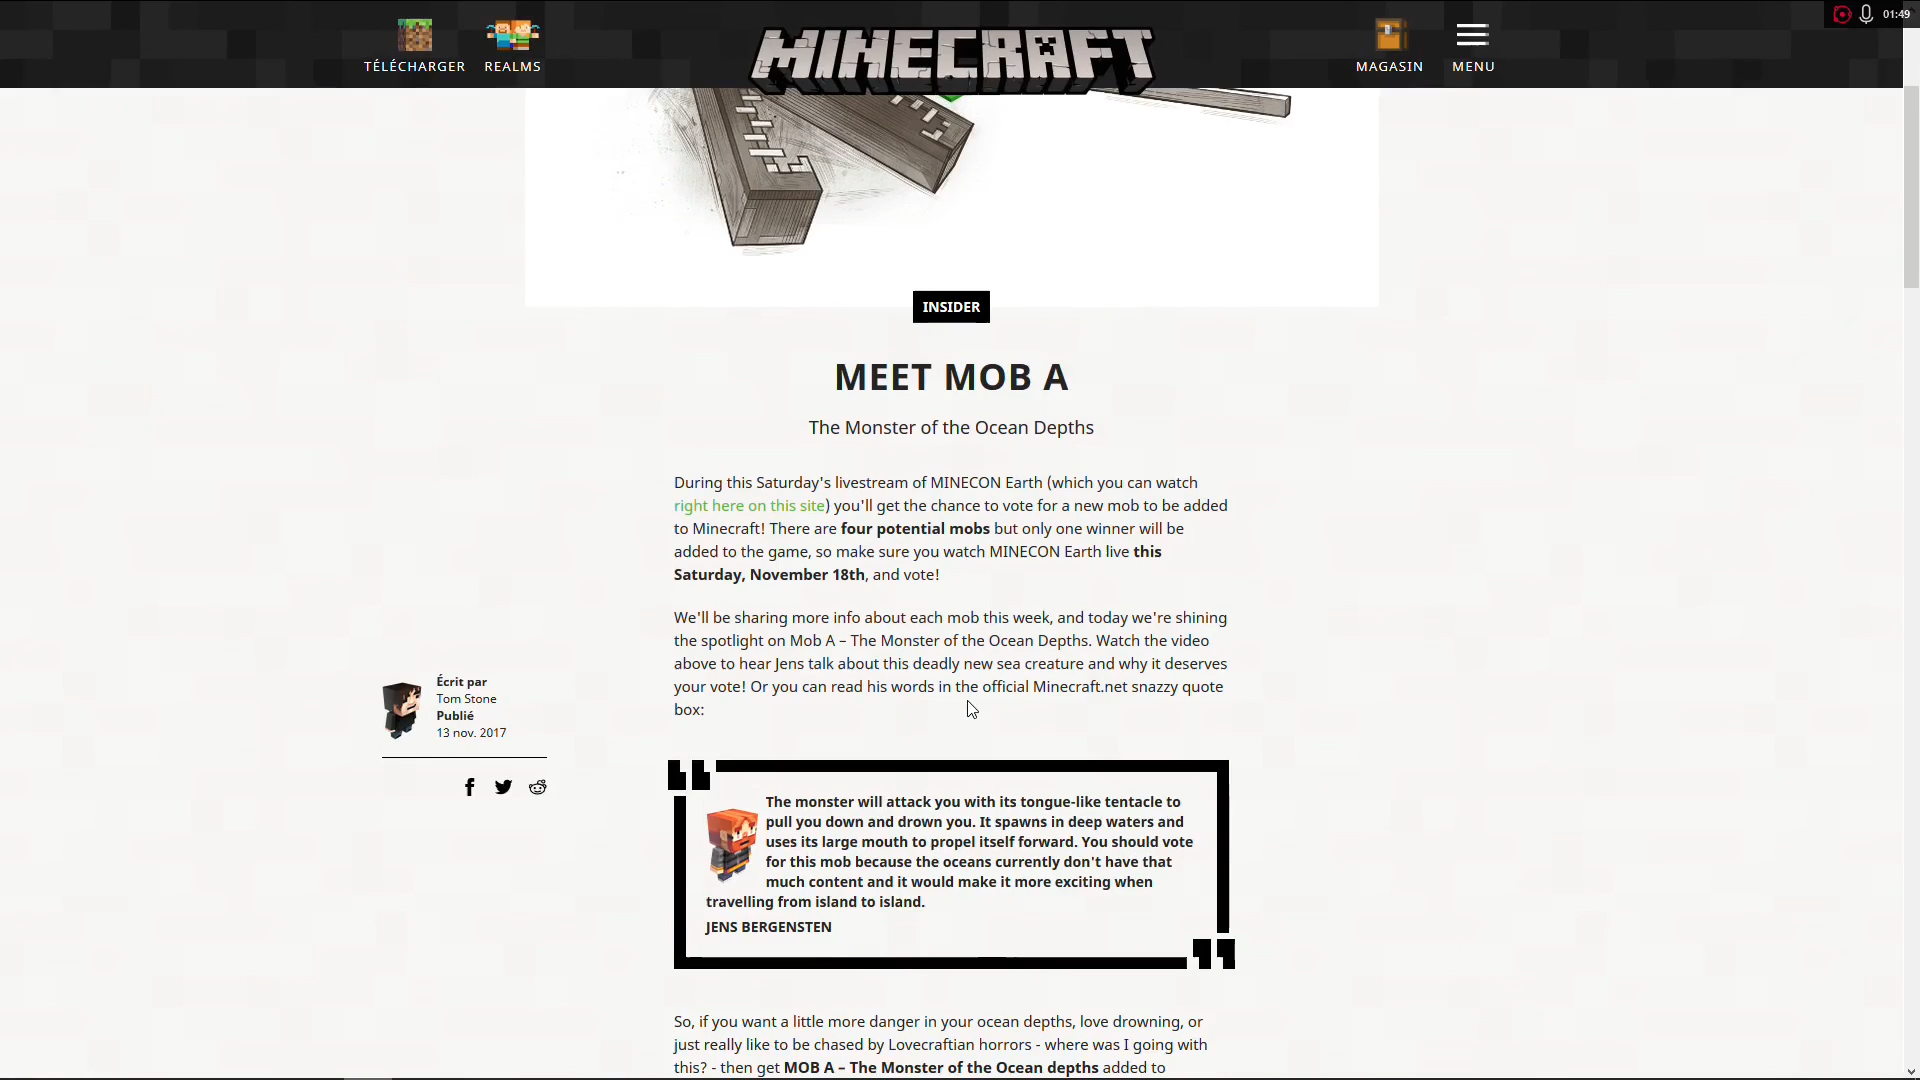 01:49
TÉLÉCHARGER
REALMS
MINECRAFT
MAGASIN
MENU
INSIDER
MEET MOB A
The Monster of the Ocean Depths
During this Saturday's livestream of MINECON Earth (which you can watch
right here on this site) you'll get the chance to vote for a new mob to be added
to Minecraft! There are four potential mobs but only one winner will be
added to the game, so make sure you watch MINECON Earth live this
Saturday, November 18th, and vote!
We'll be sharing more info about each mob this week, and today we're shining
the spotlight on Mob A – The Monster of the Ocean Depths. Watch the video
above to hear Jens talk about this deadly new sea creature and why it deserves
your vote! Or you can read his words in the official Minecraft.net snazzy quote
box:
Écrit par
Tom Stone
Publié
13 nov. 2017
The monster will attack you with its tongue-like tentacle to
pull you down and drown you. It spawns in deep waters and
uses its large mouth to propel itself forward. You should vote
for this mob because the oceans currently don't have that
much content and it would make it more exciting when
travelling from island to island.
JENS BERGENSTEN
So, if you want a little more danger in your ocean depths, love drowning, or
just really like to be chased by Lovecraftian horrors - where was I going with
this? - then get MOB A – The Monster of the Ocean depths added to